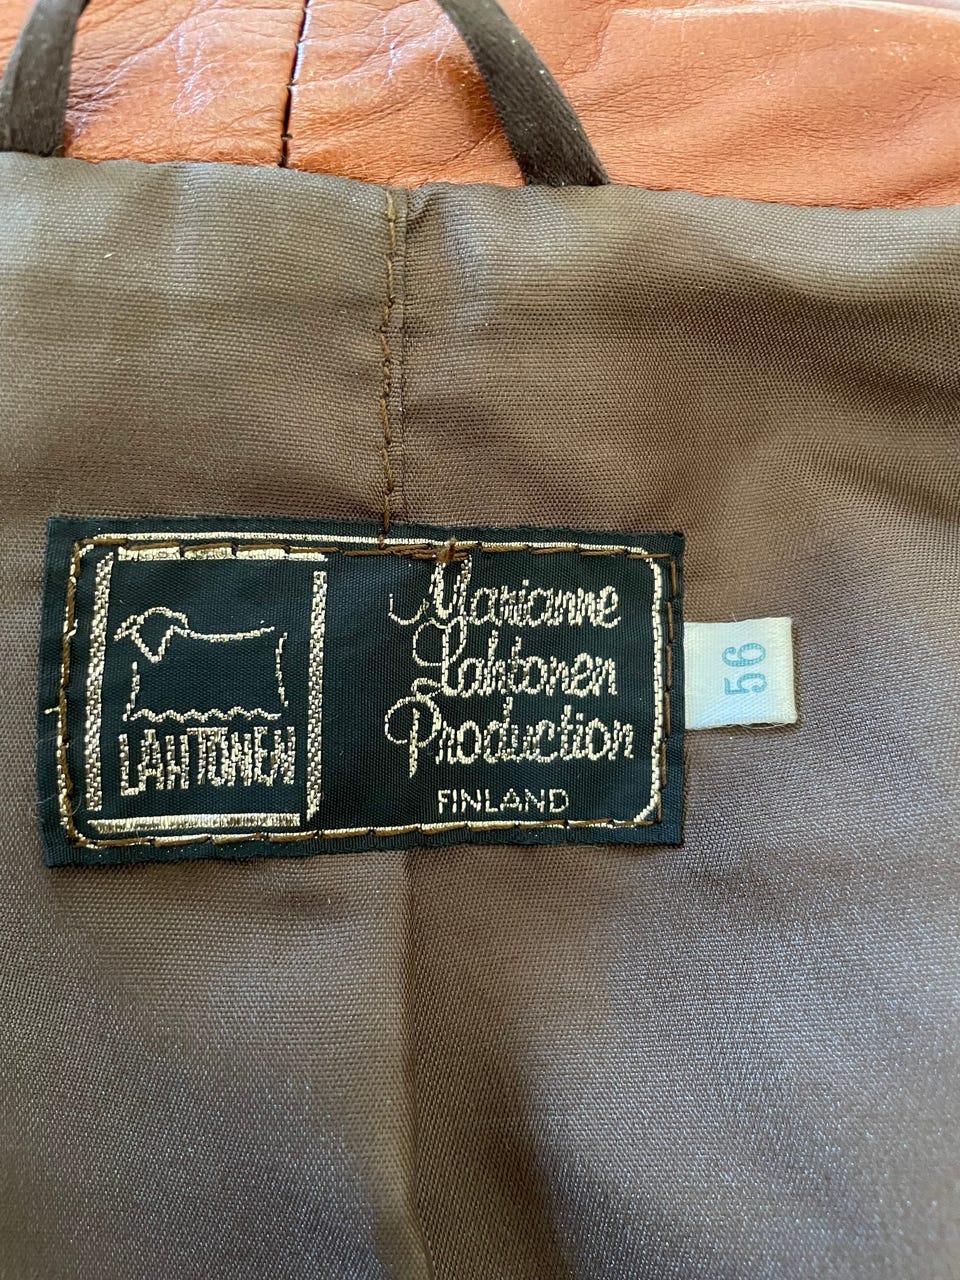 LAHTONEN
Marianne
Lahtonen
Production
FINLAND
56